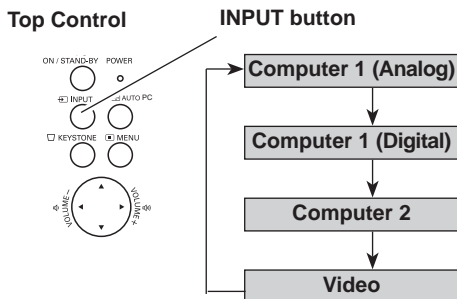 Top Control
INPUT button
ON / STAND-BY POWER
INPUT
AUTO PC
KEYSTONE
MENU
VOLUME−
VOLUME+
Computer 1 (Analog)
Computer 1 (Digital)
Computer 2
Video